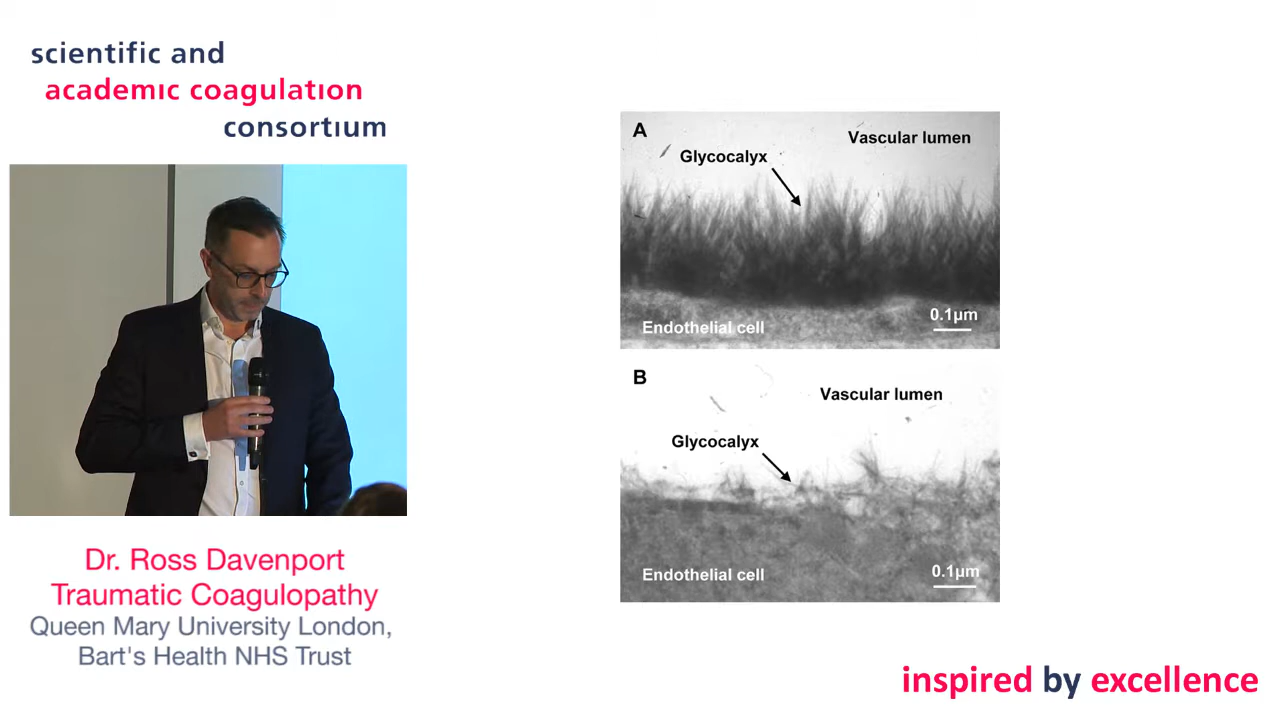 scientific and
academic coagulation
consortium
Dr. Ross Davenport
Traumatic Coagulopathy
Queen Mary University London,
Bart's Health NHS Trust
A
Vascular lumen
Glycocalyx
Endothelial cell
0.1µm
B
Vascular lumen
Glycocalyx
Endothelial cell
0.1µm
inspired by excellence